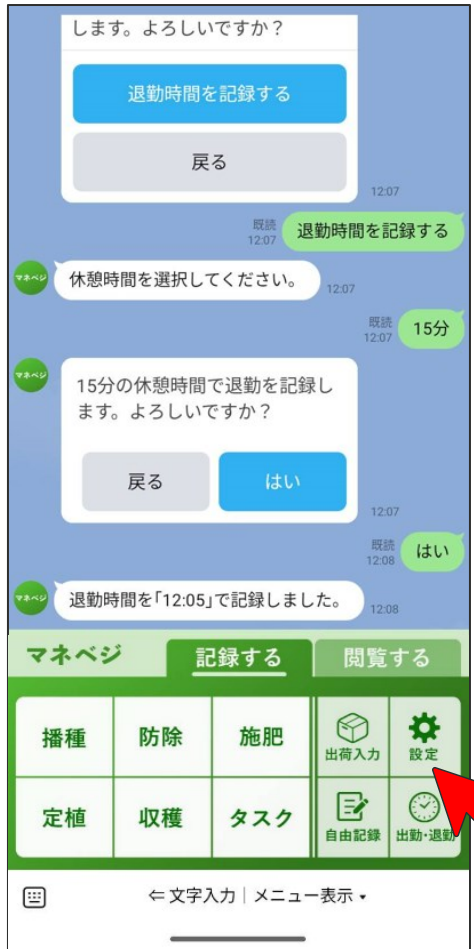 します。よろしいですか？
退勤時間を記録する
戻る
12:07
既読
12:07
退勤時間を記録する
マネベジ
休憩時間を選択してください。
12:07
既読
12:07
15分
マネベジ
15分の休憩時間で退勤を記録し
ます。よろしいですか？
戻る
はい
12:07
既読
12:08
はい
マネベジ
退勤時間を「12:05」で記録しました。
12:08
マネベジ
記録する
閲覧する
播種
防除
施肥
出荷入力
設定
定植
収穫
タスク
自由記録
出勤・退勤
⇐文字入力｜メニュー表示▼